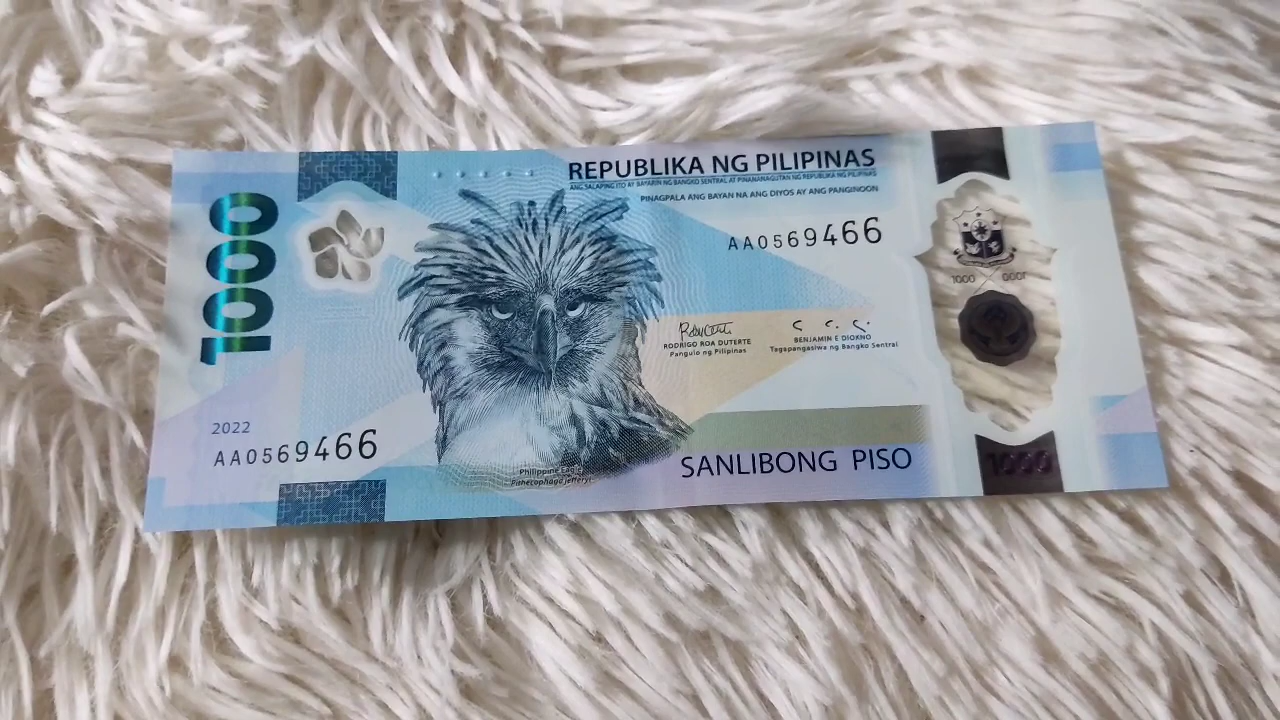 1000
REPUBLIKA NG PILIPINAS
ANG SALAPING ITO AY BAYARIN NG BANGKO SENTRAL AT PINANANAGUTAN NG REPUBLIKA NG PILIPINAS
PINAGPALA ANG BAYAN NA ANG DIYOS AY ANG PANGINOON
AA0569466
1000 1000
RODRIGO ROA DUTERTE
Pangulo ng Pilipinas
BENJAMIN E DIOKNO
Tagapangasiwa ng Bangko Sentral
2022
AA0569466
Philippine Eagle
Pithecophaga jefferyi
SANLIBONG PISO
1000